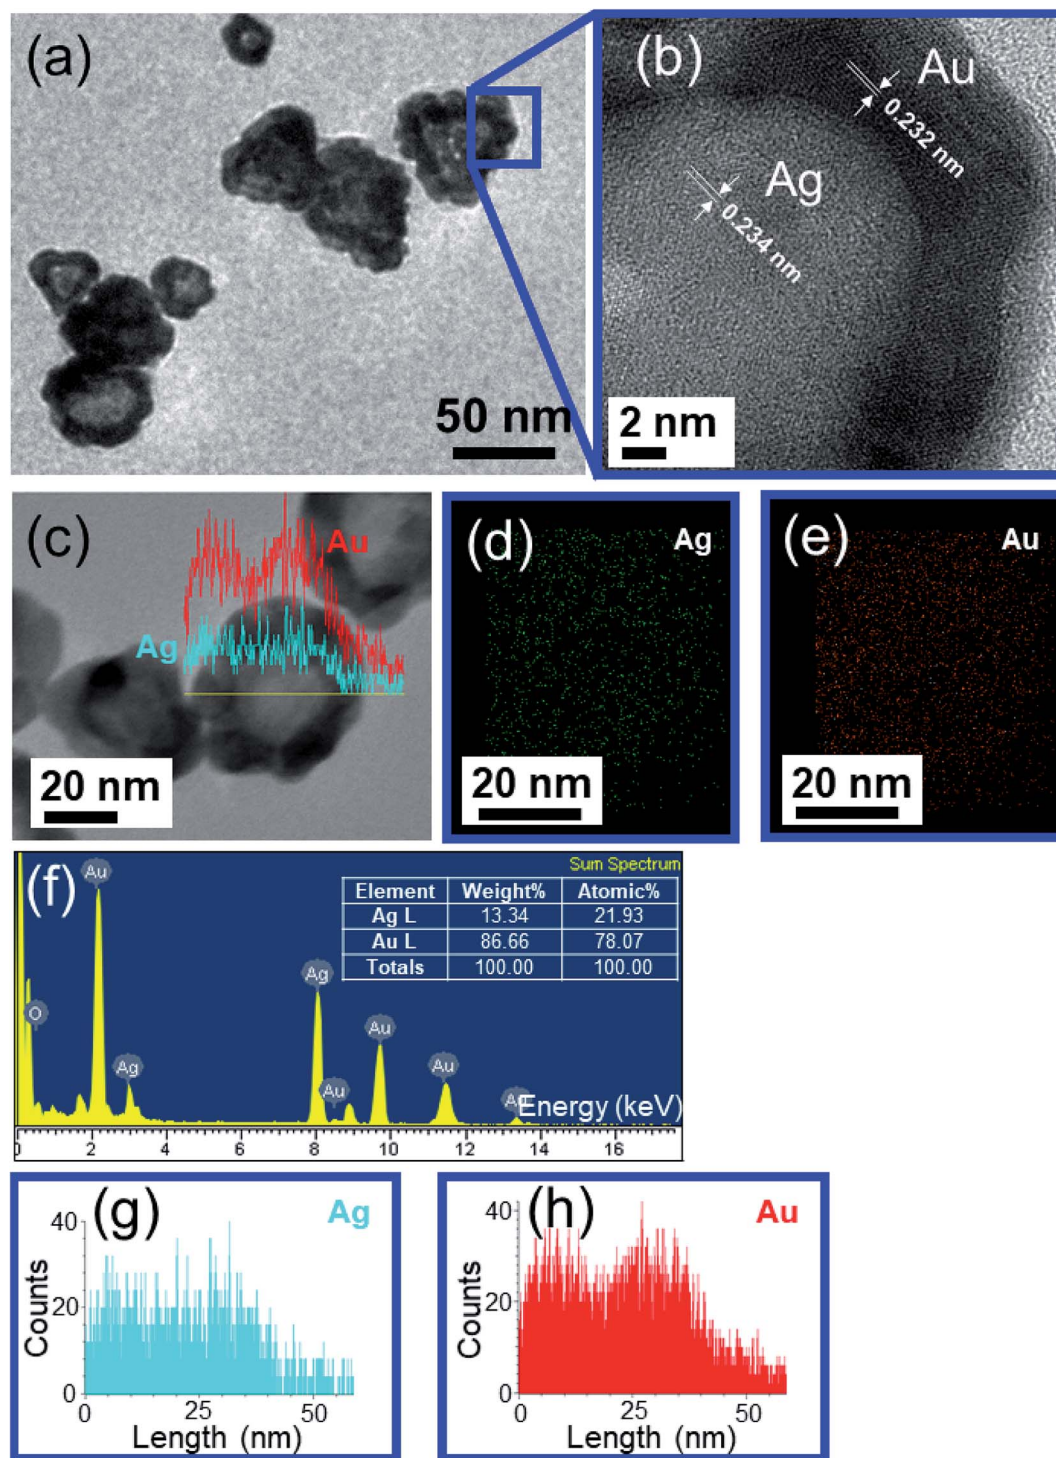 (a)
50 nm
(b)
Au
0.232 nm
Ag
0.234 nm
2 nm
(c)
Au
Ag
20 nm
(d)
Ag
20 nm
(e)
Au
20 nm
(f)
Sum Spectrum
Element Weight% Atomic%
Ag L 13.34 21.93
Au L 86.66 78.07
Totals 100.00 100.00
Au
O
Ag
Ag
Au
Au
Au
Energy (keV)
0 2 4 6 8 10 12 14 16
(g)
Ag
40
20
0
Counts
0 25 50
Length (nm)
(h)
Au
40
20
0
Counts
0 25 50
Length (nm)